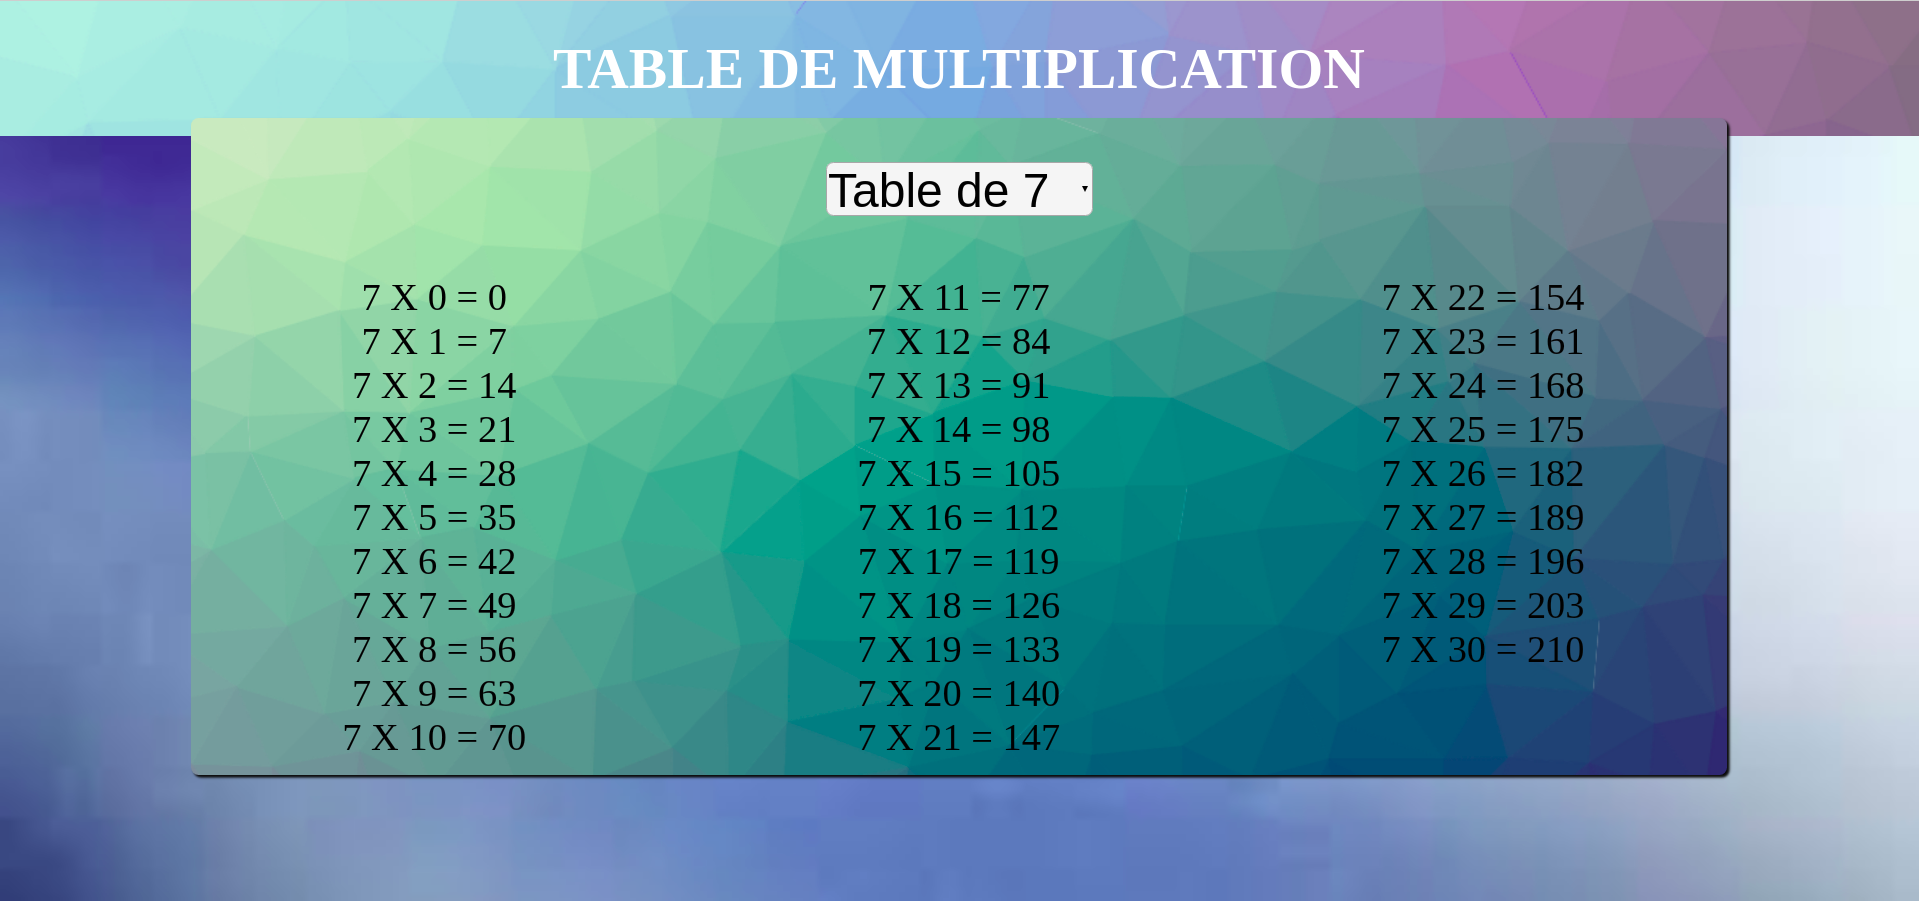 TABLE DE MULTIPLICATION
Table de 7
7 X 0 = 0
7 X 1 = 7
7 X 2 = 14
7 X 3 = 21
7 X 4 = 28
7 X 5 = 35
7 X 6 = 42
7 X 7 = 49
7 X 8 = 56
7 X 9 = 63
7 X 10 = 70
7 X 11 = 77
7 X 12 = 84
7 X 13 = 91
7 X 14 = 98
7 X 15 = 105
7 X 16 = 112
7 X 17 = 119
7 X 18 = 126
7 X 19 = 133
7 X 20 = 140
7 X 21 = 147
7 X 22 = 154
7 X 23 = 161
7 X 24 = 168
7 X 25 = 175
7 X 26 = 182
7 X 27 = 189
7 X 28 = 196
7 X 29 = 203
7 X 30 = 210